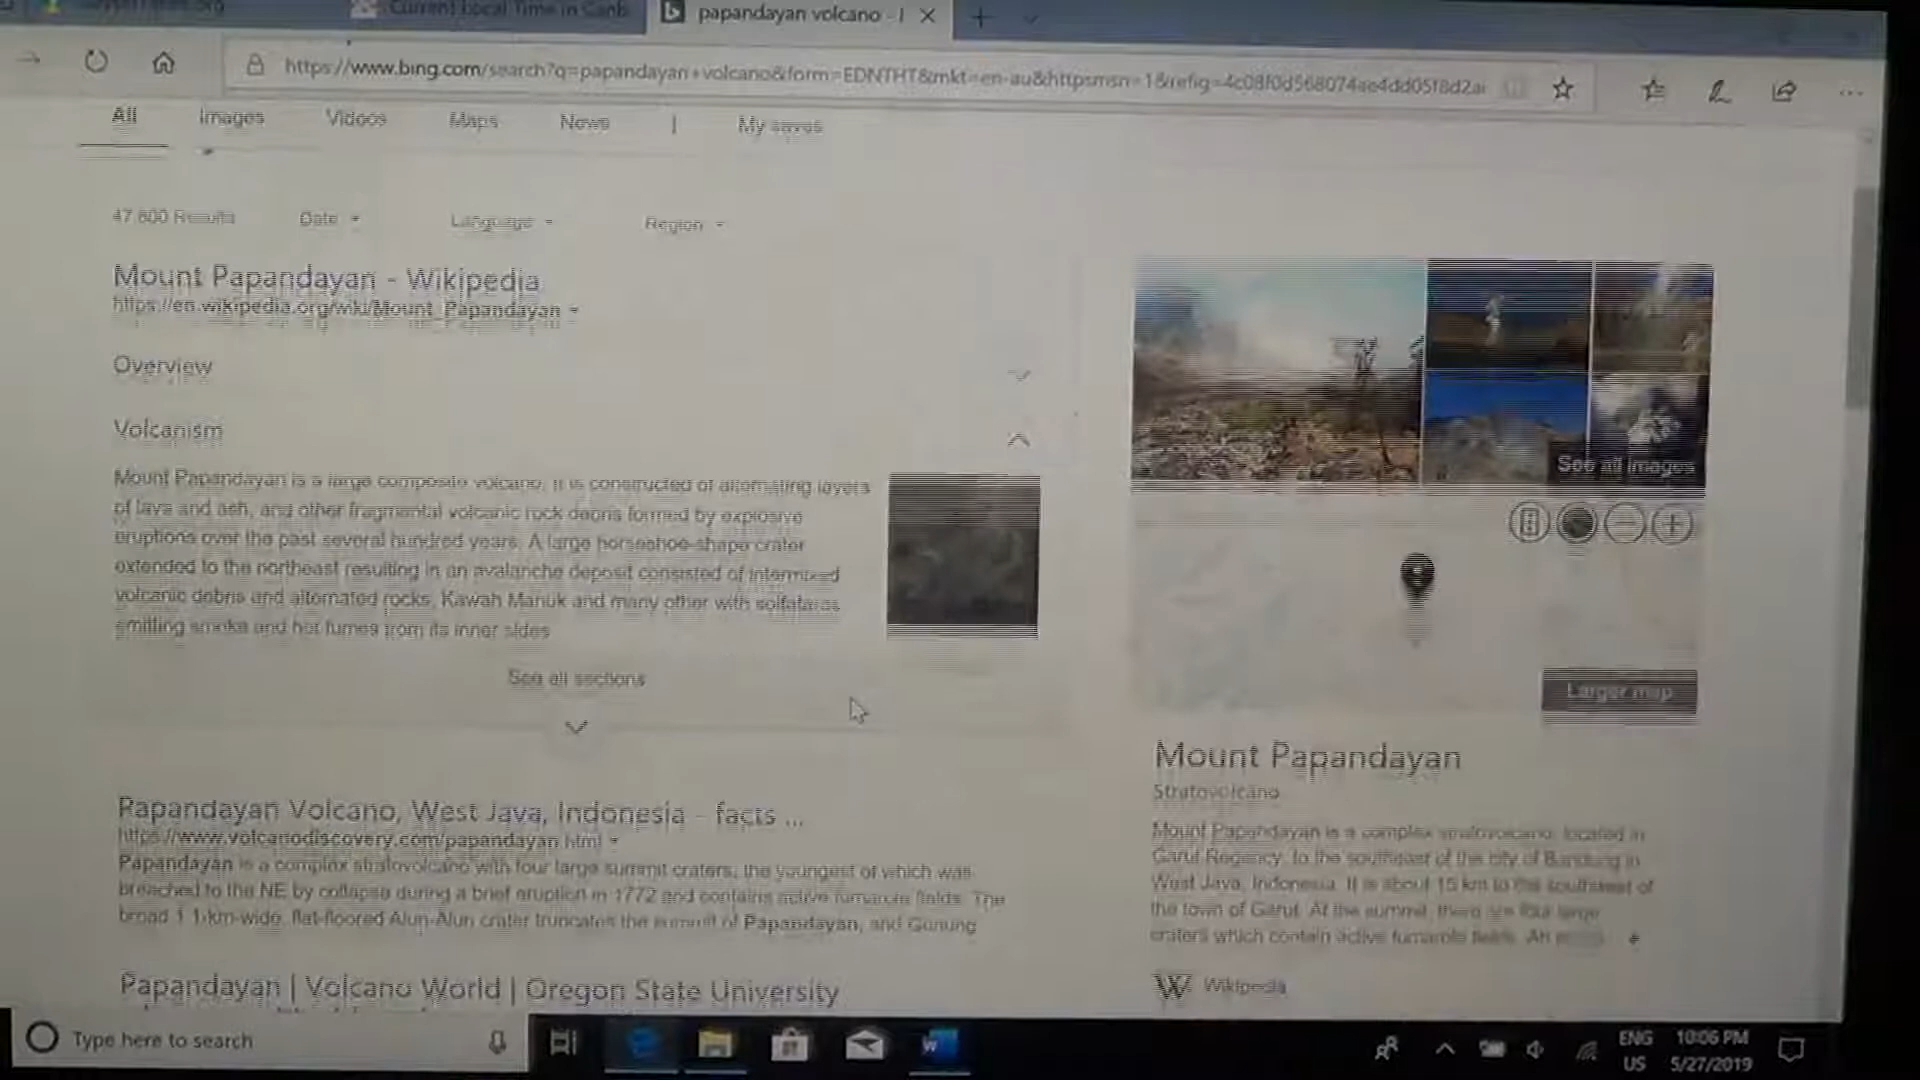 Current Local Time in Canb
papandayan volcano - 
https://www.bing.com/search?q=papandayan+volcano&form=EDNTHT&mkt=en-au&httpsmsn=1&refig=4c08f0d568074ae4dd05f8d2a
All Images Videos Maps News | My saves
47,600 Results Date Language Region
Mount Papandayan - Wikipedia
https://en.wikipedia.org/wiki/Mount_Papandayan
Overview
Volcanism
Mount Papandayan is a large composite volcano. It is constructed of alternating layers
of lava and ash, and other fragmental volcanic rock debris formed by explosive
eruptions over the past several hundred years. A large horseshoe-shape crater
extended to the northeast resulting in an avalanche deposit consisted of intermixed
volcanic debris and alternated rocks. Kawah Manuk and many other with solfataras
emitting smoke and hot fumes from its inner sides
See all sections
Papandayan Volcano, West Java, Indonesia - facts ...
https://www.volcanodiscovery.com/papandayan.html
Papandayan is a complex stratovolcano with four large summit craters, the youngest of which was
breached to the NE by collapse during a brief eruption in 1772 and contains active fumarole fields. The
broad 1.1-km-wide, flat-floored Alun-Alun crater truncates the summit of Papandayan, and Gunung
Papandayan | Volcano World | Oregon State University
See all images
Larger map
Mount Papandayan
Stratovolcano
Mount Papandayan is a complex stratovolcano, located in
Garut Regency, to the southeast of the city of Bandung in
West Java, Indonesia. It is about 15 km to the southwest of
the town of Garut. At the summit, there are four large
craters which contain active fumarole fields. An
Wikipedia
Type here to search
ENG 10:06 PM
US 5/27/2019